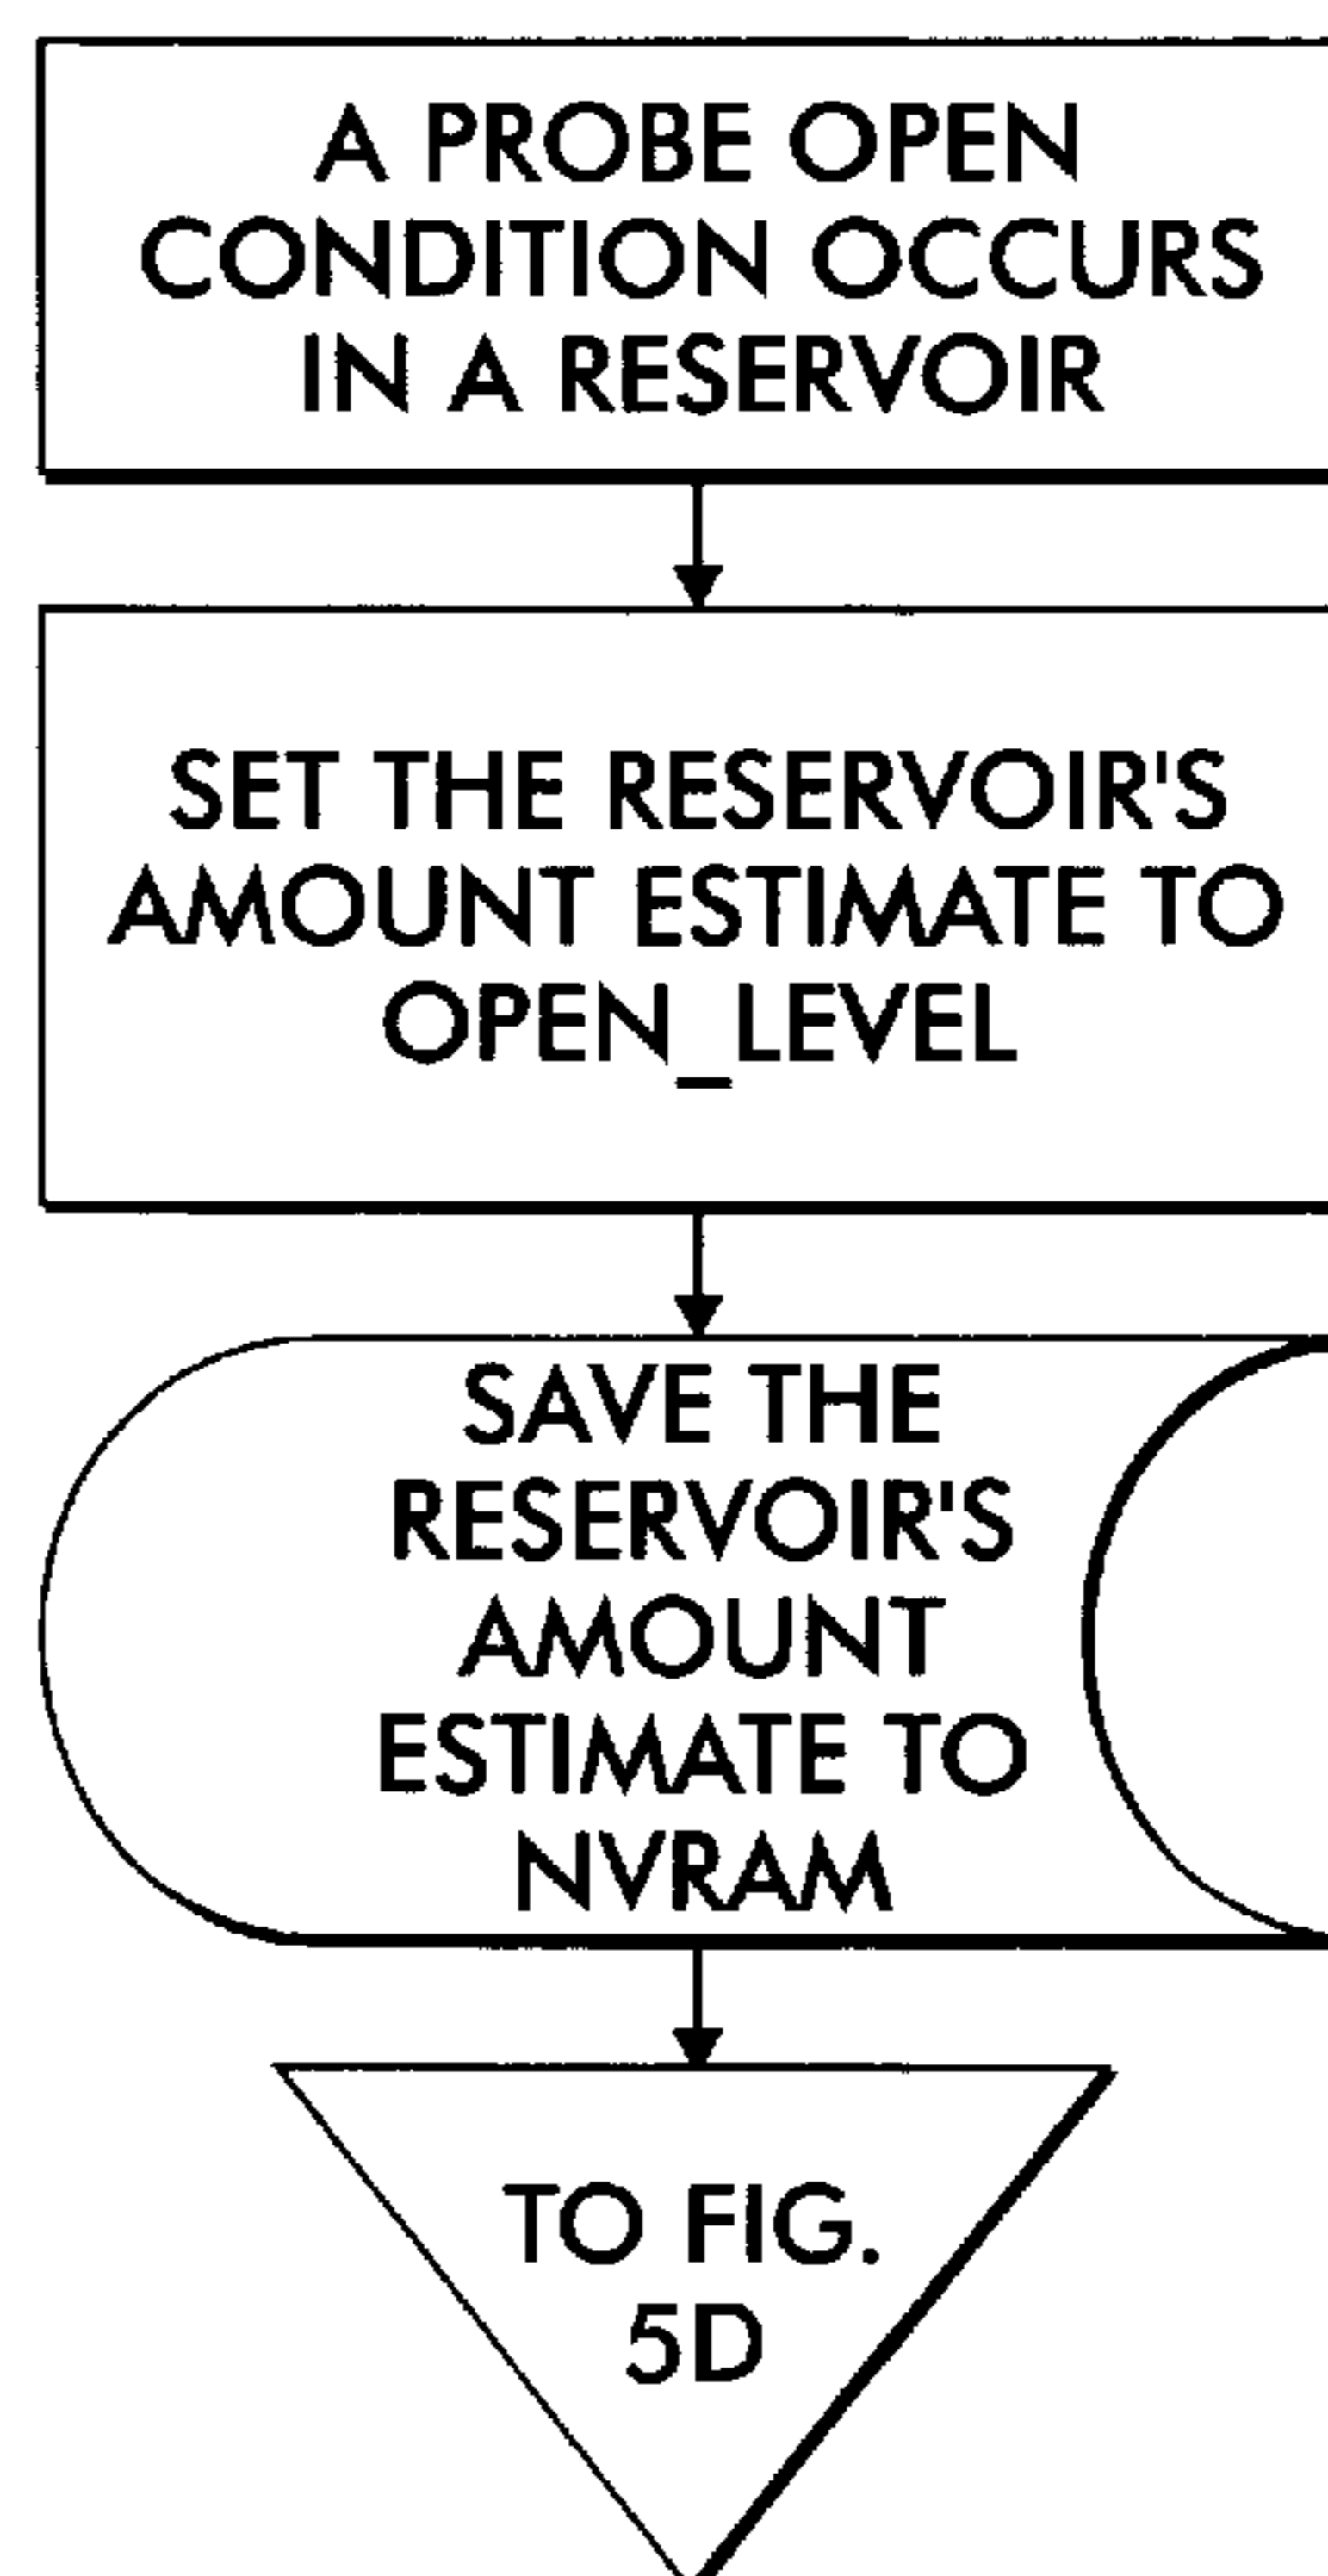 A PROBE OPEN
CONDITION OCCURS
IN A RESERVOIR
SET THE RESERVOIR'S
AMOUNT ESTIMATE TO
OPEN_LEVEL
SAVE THE
RESERVOIR'S
AMOUNT
ESTIMATE TO
NVRAM
TO FIG.
5D